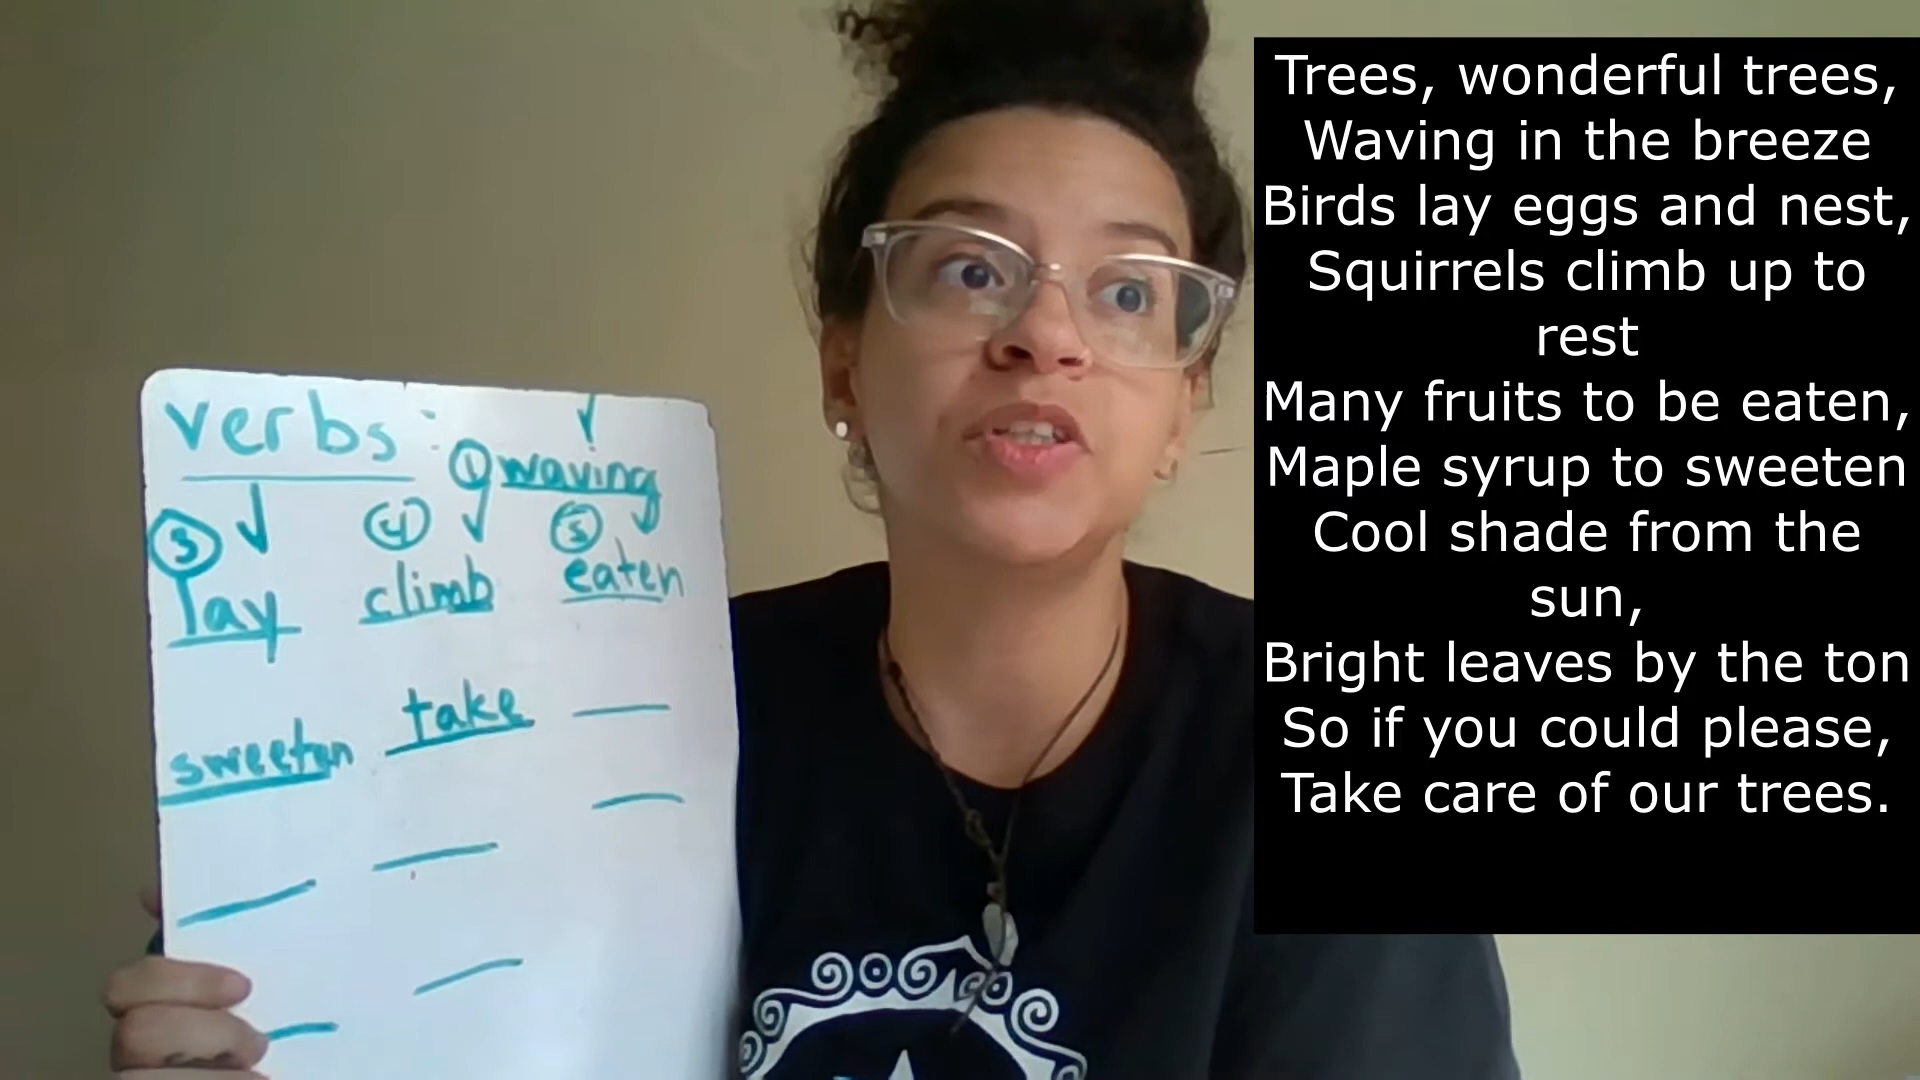 verbs:
① waving
③ ④ ⑤
lay climb eaten
sweeten take
Trees, wonderful trees,
Waving in the breeze
Birds lay eggs and nest,
Squirrels climb up to
rest
Many fruits to be eaten,
Maple syrup to sweeten
Cool shade from the
sun,
Bright leaves by the ton
So if you could please,
Take care of our trees.